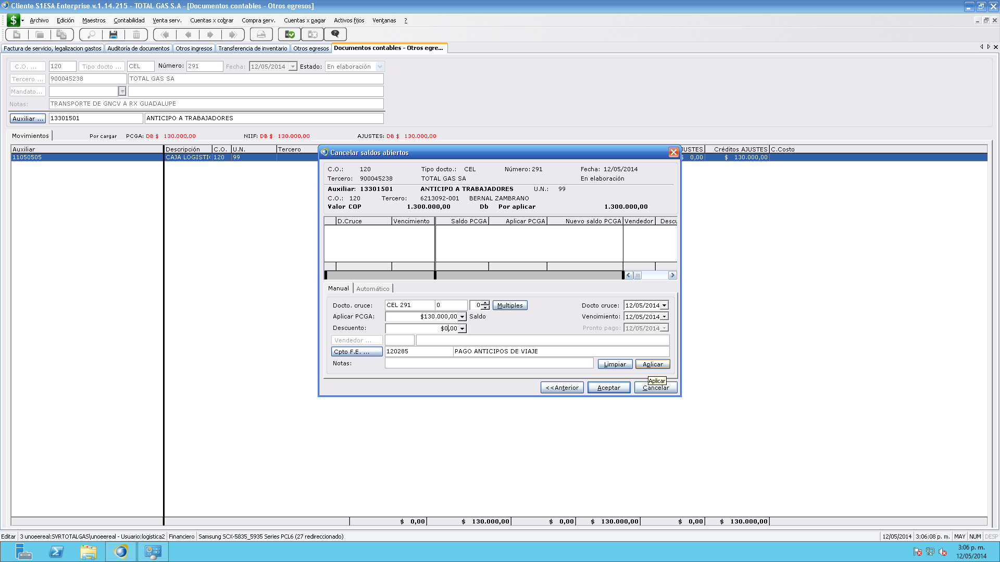 Cliente S1ESA Enterprise v.1.14.215 - TOTAL GAS S.A - [Documentos contables - Otros egresos]
Archivo Edición Maestros Contabilidad Venta serv. Cuentas x cobrar Compra serv. Cuentas x pagar Activos fijos Ventanas ?
Factura de servicio, legalizacion gastos Auditoría de documentos Otros ingresos Transferencia de inventario Otros egresos Documentos contables - Otros egre...
C.O. ... 120 Tipo docto ... CEL Número: 291 Fecha: 12/05/2014 Estado: En elaboración
Tercero ... 900045238 TOTAL GAS SA
Mandato...
Notas: TRANSPORTE DE GNCV A RX GUADALUPE
Auxiliar ... 13301501 ANTICIPO A TRABAJADORES
Movimientos Por cargar PCGA: DB $ 130.000,00 NIIF: DB $ 130.000,00 AJUSTES: DB $ 130.000,00
Auxiliar Descripción C.O. U.N. Tercero JUSTES Créditos AJUSTES C.Costo
11050505 CAJA LOGISTI 120 99 $ 0,00 $ 130.000,00
Cancelar saldos abiertos
C.O.: 120 Tipo docto.: CEL Número: 291 Fecha: 12/05/2014
Tercero: 900045238 TOTAL GAS SA En elaboración
Auxiliar: 13301501 ANTICIPO A TRABAJADORES U.N.: 99
C.O.: 120 Tercero: 6213092-001 BERNAL ZAMBRANO
Valor COP 1.300.000,00 Db Por aplicar 1.300.000,00
D.Cruce Vencimiento Saldo PCGA Aplicar PCGA Nuevo saldo PCGA Vendedor Descu
Manual Automático
Docto. cruce: CEL 291 0 0 Multiples Docto cruce: 12/05/2014
Aplicar PCGA: $130.000,00 Saldo Vencimiento: 12/05/2014
Descuento: $0,00 Pronto pago: 12/05/2014
Vendedor ...
Cpto F.E. ... 120285 PAGO ANTICIPOS DE VIAJE
Notas: Limpiar Aplicar
Aplicar
<<Anterior Aceptar Cancelar
$ 0,00 $ 130.000,00 $ 0,00 $ 130.000,00 $ 0,00 $ 130.000,00
Editar 3 unoeereal:SVRTOTALGAS\unoeereal - Usuario:logistica2 Financiero Samsung SCX-5835_5935 Series PCL6 (27 redireccionado) 12/05/2014 3:06:08 p. m. MAY NUM DESP
3:06 p. m.
12/05/2014